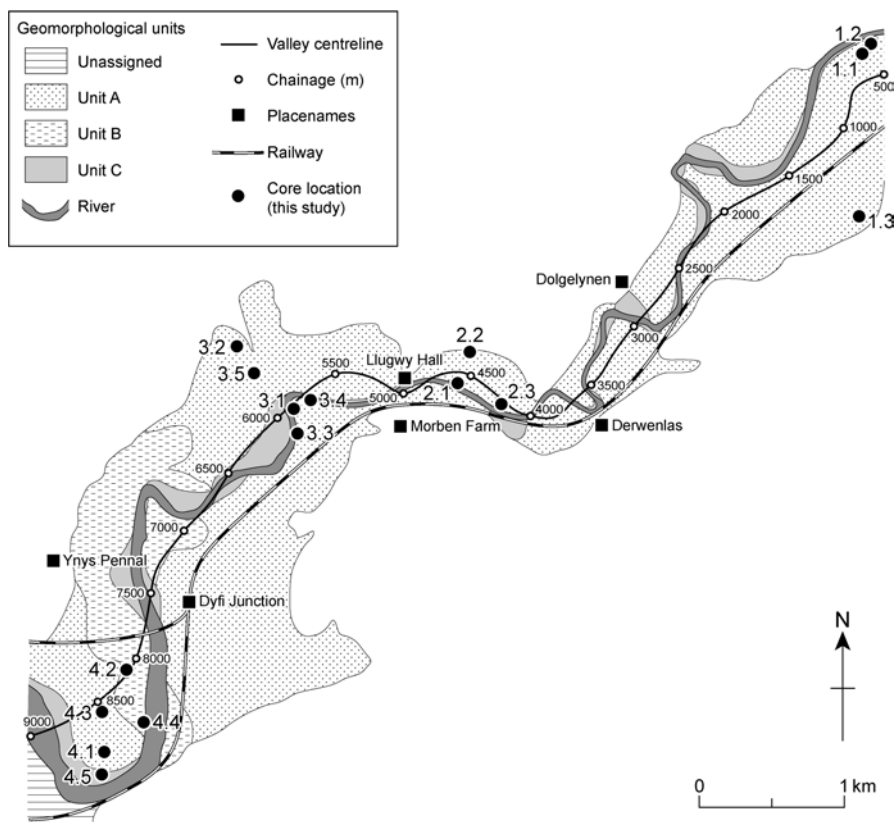 Geomorphological units
Unassigned
Unit A
Unit B
Unit C
River
Valley centreline
Chainage (m)
Placenames
Railway
Core location
(this study)
1.2
1.1
500
1000
1500
2000
1.3
2500
Dolgelynen
3000
3500
4000
Derwenlas
2.2
4500
2.1
2.3
Llugwy Hall
5000
Morben Farm
5500
3.2
3.5
3.1
3.4
6000
3.3
6500
7000
Ynys Pennal
7500
Dyfi Junction
8000
4.2
8500
4.3
4.4
9000
4.1
4.5
N
0
1 km